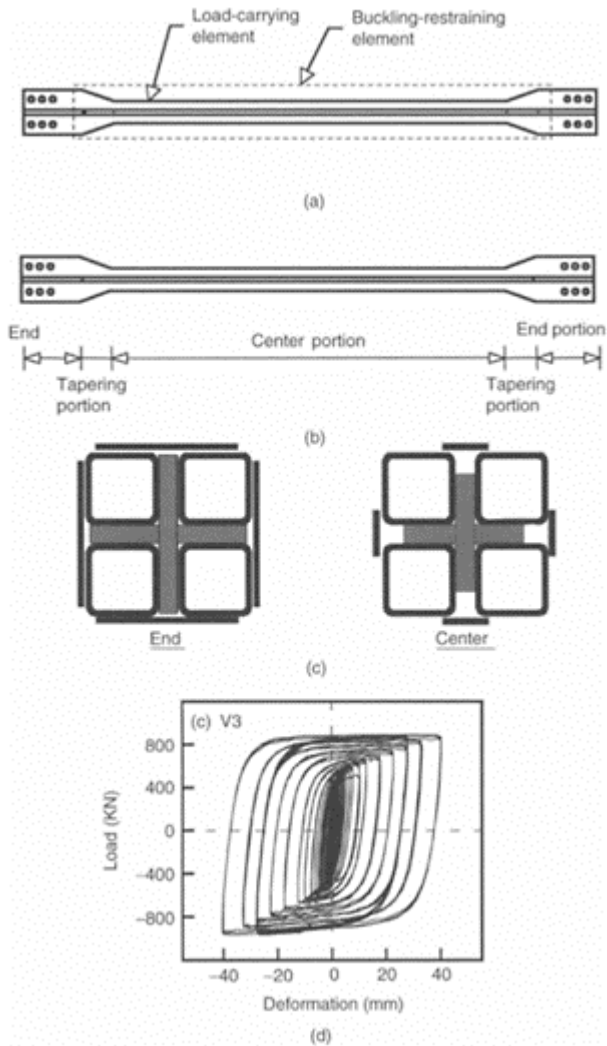 Load-carrying
element
Buckling-restraining
element
(a)
End
Center portion
End portion
Tapering
portion
Tapering
portion
(b)
End
Center
(c)
(c) V3
800
400
0
−400
−800
Load (KN)
−40
−20
0
20
40
Deformation (mm)
(d)